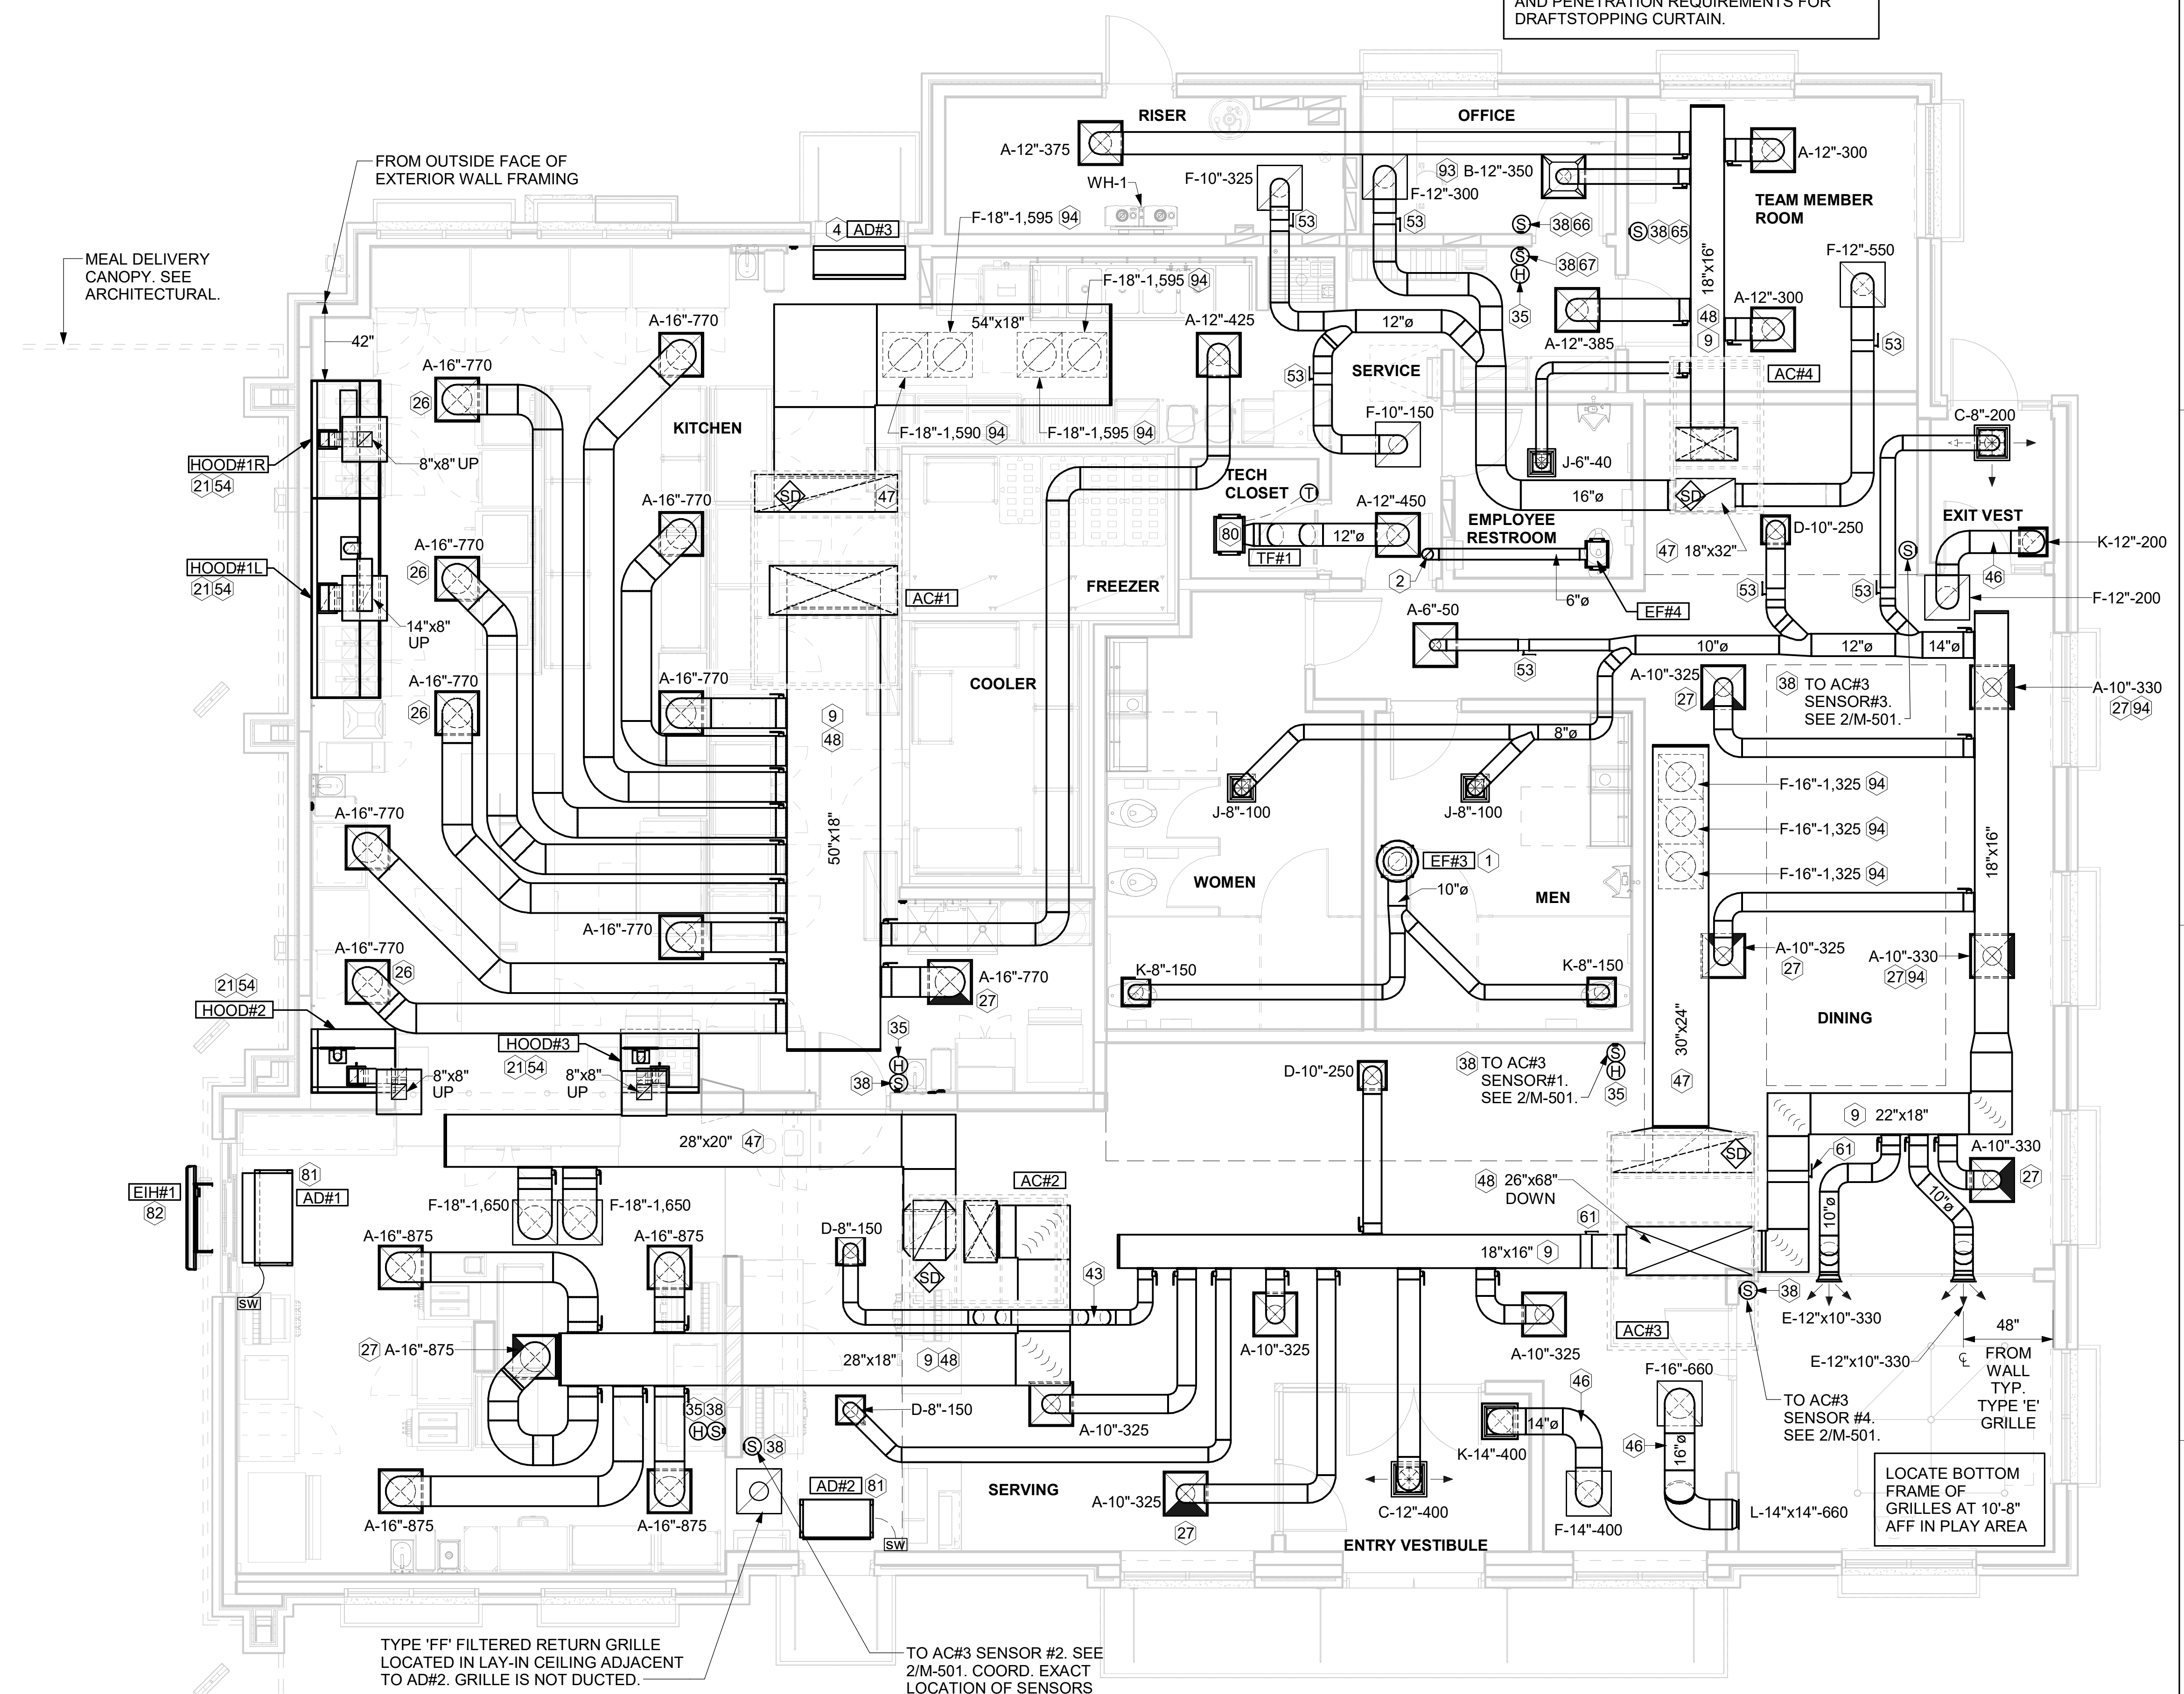 AND PENETRATION REQUIREMENTS FOR
DRAFTSTOPPING CURTAIN.
RISER
OFFICE
A-12"-375
A-12"-300
FROM OUTSIDE FACE OF
EXTERIOR WALL FRAMING
F-10"-325
WH-1
93 B-12"-350
F-12"-300
TEAM MEMBER
ROOM
F-18"-1,595 94
53
53
38 66
S
S 38 65
4 AD#3
MEAL DELIVERY
CANOPY. SEE
ARCHITECTURAL.
F-18"-1,595 94
S
H
38 67
35
F-12"-550
18"x16"
42"
A-16"-770
54"x18"
A-12"-425
12"ø
A-12"-385
48
9
A-12"-300
53
A-16"-770
26
SERVICE
53
AC#4
KITCHEN
F-18"-1,590 94
F-18"-1,595 94
F-10"-150
C-8"-200
HOOD#1R
21 54
8"x8" UP
A-16"-770
SD
47
TECH
CLOSET
T
J-6"-40
16"ø
SD
EXIT VEST
A-12"-450
EMPLOYEE
RESTROOM
D-10"-250
K-12"-200
80
12"ø
TF#1
47 18"x32"
S
46
A-16"-770
26
HOOD#1L
21 54
14"x8"
UP
AC#1
FREEZER
2
6"ø
EF#4
53
53
F-12"-200
A-6"-50
53
10"ø
12"ø
14"ø
A-16"-770
26
A-16"-770
COOLER
A-10"-325
27
38 TO AC#3
SENSOR#3.
SEE 2/M-501.
A-10"-330
27 94
9
48
8"ø
50"x18"
J-8"-100
J-8"-100
F-16"-1,325 94
F-16"-1,325 94
F-16"-1,325 94
18"x16"
A-16"-770
EF#3 1
10"ø
WOMEN
MEN
A-16"-770
A-16"-770
26
A-16"-770
27
K-8"-150
K-8"-150
A-10"-325
27
A-10"-330
27 94
DINING
21 54
HOOD#2
HOOD#3
21 54
35
H
S
38
8"x8"
UP
8"x8"
UP
D-10"-250
38 TO AC#3
SENSOR#1.
SEE 2/M-501.
S
H
35
30"x24"
47
9 22"x18"
28"x20" 47
SD
61
A-10"-330
27
EIH#1
82
81
AD#1
SW
F-18"-1,650
F-18"-1,650
AC#2
48 26"x68"
DOWN
10"ø
10"ø
A-16"-875
A-16"-875
D-8"-150
SD
43
18"x16" 9
61
S
38
E-12"x10"-330
27 A-16"-875
28"x18"
9 48
A-10"-325
A-10"-325
AC#3
E-12"x10"-330
48"
℄
FROM
WALL
TYP.
TYPE 'E'
GRILLE
F-16"-660
46
35 38
H S
D-8"-150
A-10"-325
K-14"-400
14"ø
46
16"ø
TO AC#3
SENSOR #4.
SEE 2/M-501.
S 38
A-16"-875
A-16"-875
AD#2 81
SW
SERVING
A-10"-325
27
C-12"-400
F-14"-400
L-14"x14"-660
LOCATE BOTTOM
FRAME OF
GRILLES AT 10'-8"
AFF IN PLAY AREA
ENTRY VESTIBULE
TYPE 'FF' FILTERED RETURN GRILLE
LOCATED IN LAY-IN CEILING ADJACENT
TO AD#2. GRILLE IS NOT DUCTED.
TO AC#3 SENSOR #2. SEE
2/M-501. COORD. EXACT
LOCATION OF SENSORS